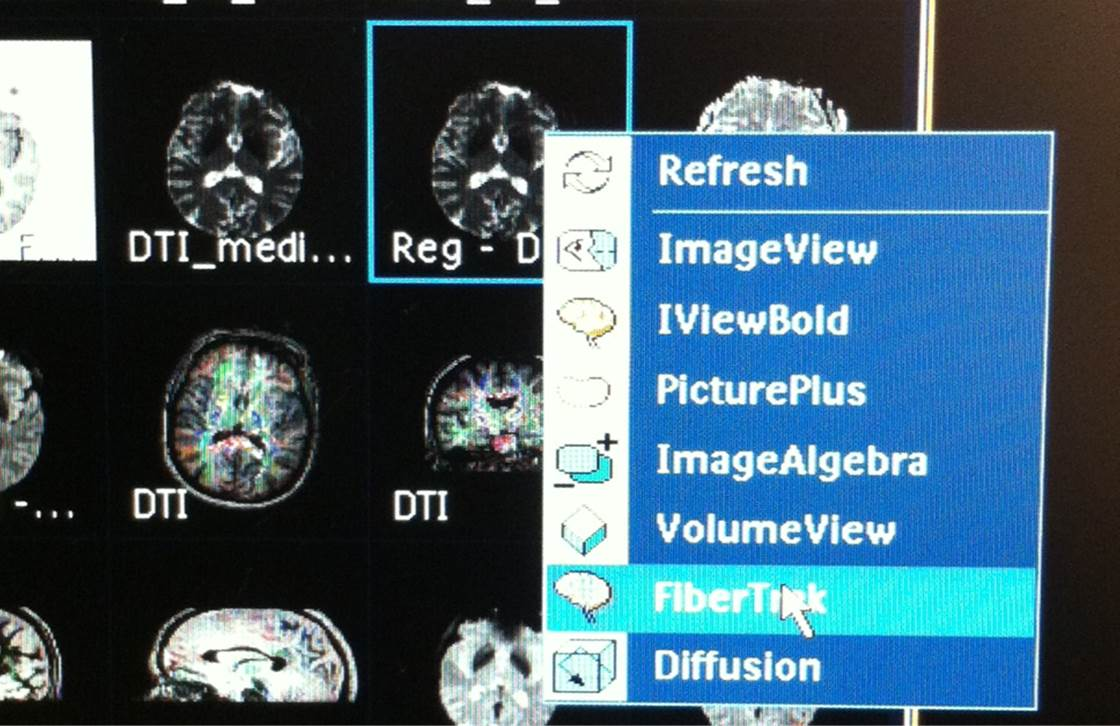 DTI_medi...
Reg - D
DTI
DTI
-...
Refresh
ImageView
IViewBold
PicturePlus
ImageAlgebra
VolumeView
Diffusion